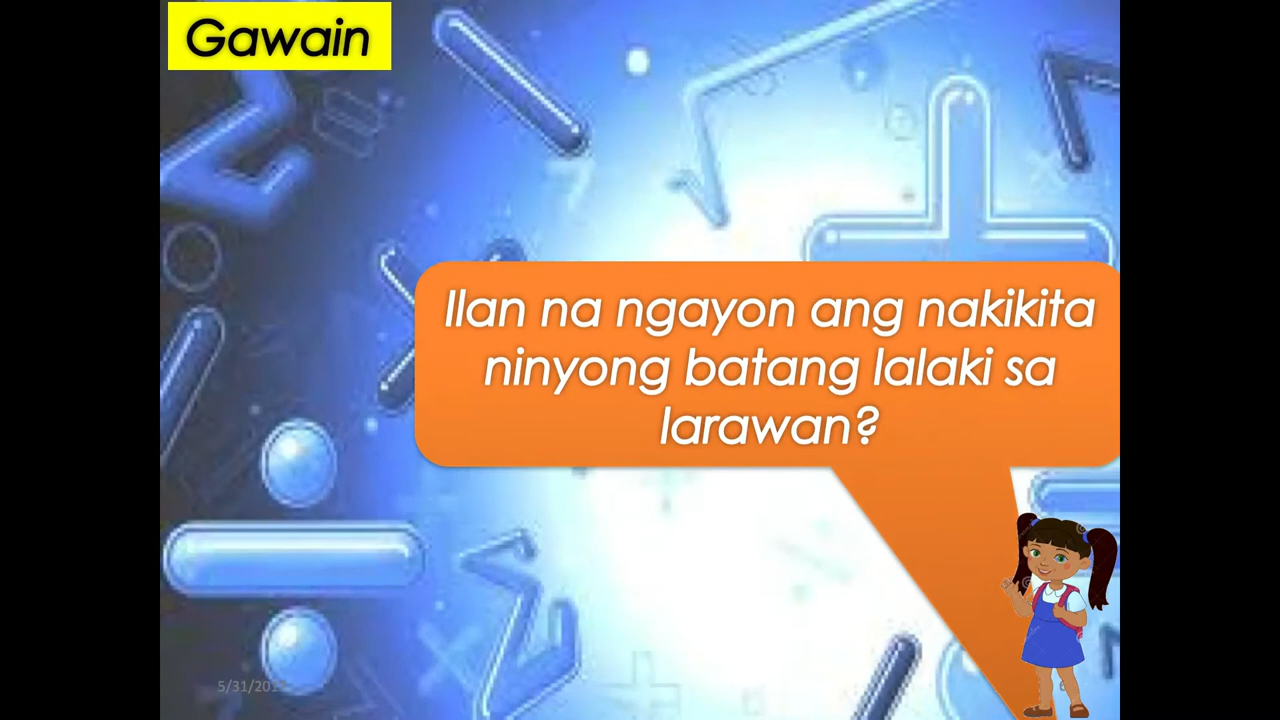 Gawain
Ilan na ngayon ang nakikita
ninyong batang lalaki sa
larawan?